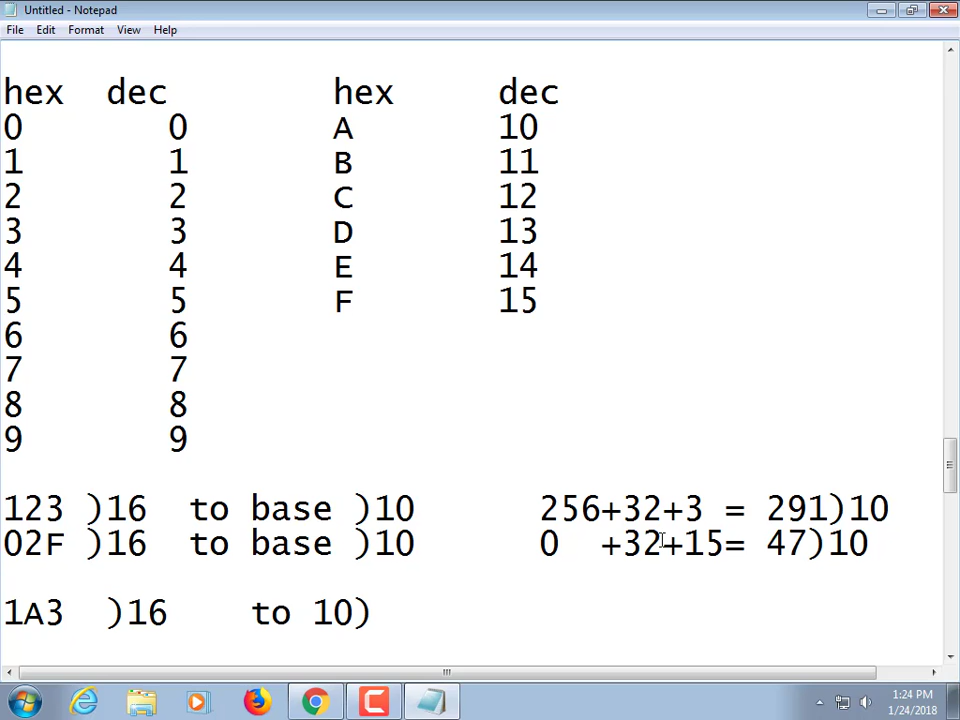 Untitled - Notepad
File Edit Format View Help
hex dec hex dec
0 0 A 10
1 1 B 11
2 2 C 12
3 3 D 13
4 4 E 14
5 5 F 15
6 6
7 7
8 8
9 9
123 )16 to base )10 256+32+3 = 291)10
02F )16 to base )10 0 +32+15= 47)10
1A3 )16 to 10)
1:24 PM
1/24/2018